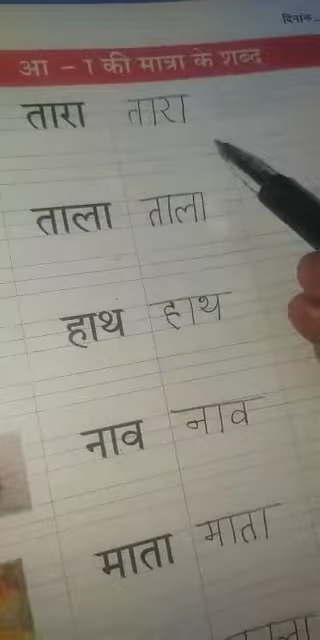 दिनांक..
आ - ा की मात्रा के शब्द
तारा तारा
ताला ताला
हाथ हाथ
नाव नाव
माता माता